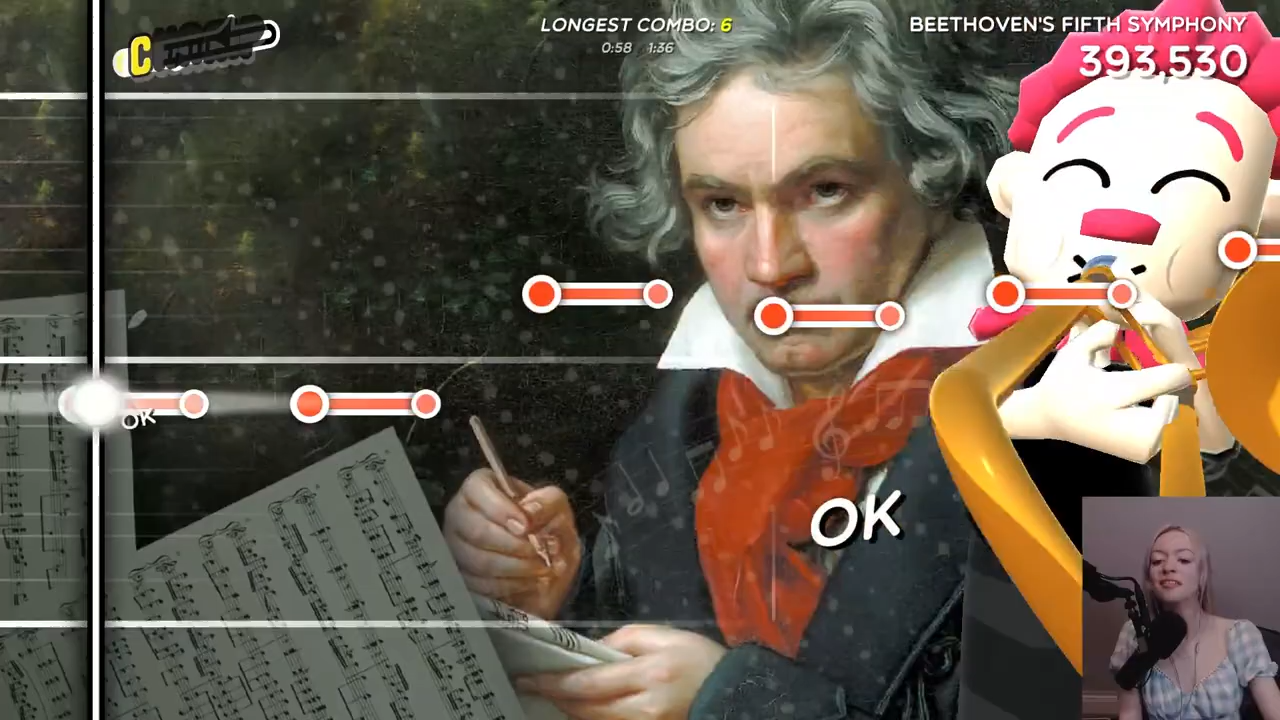 C
LONGEST COMBO: 6
0:58 1:36
BEETHOVEN'S FIFTH SYMPHONY
393,530
OK
OK